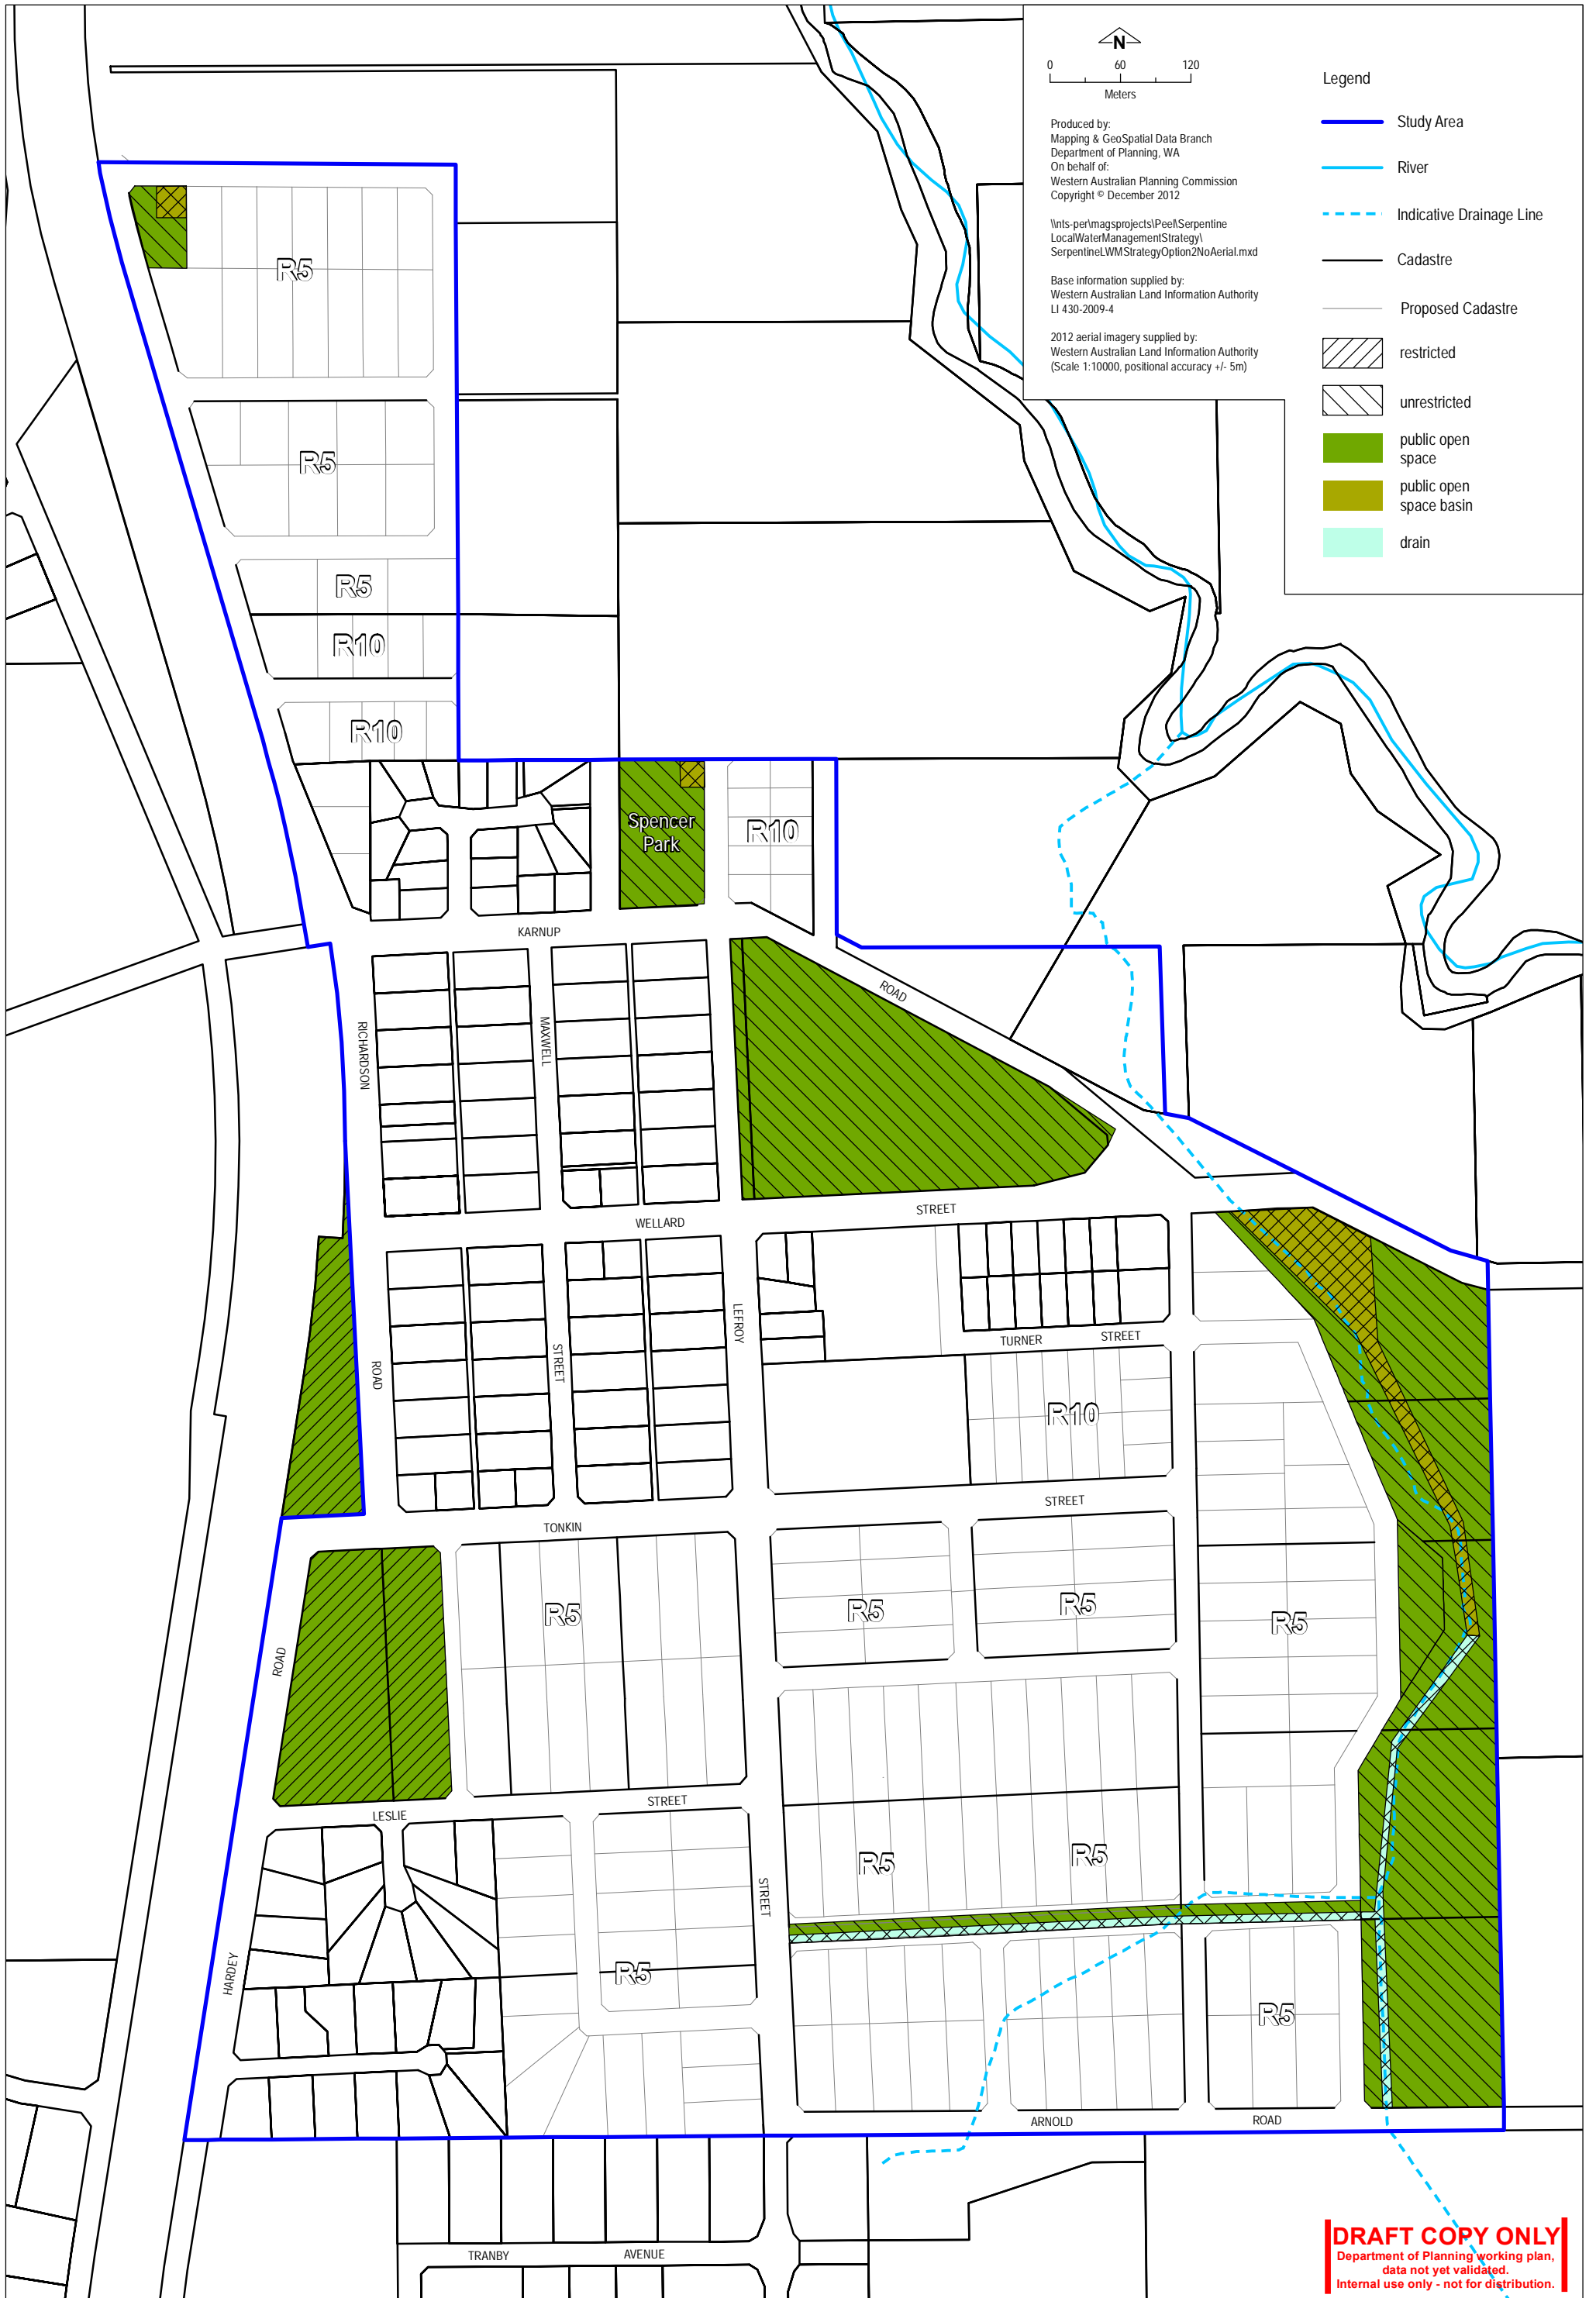 N
0 60 120
Meters
Produced by:
Mapping & GeoSpatial Data Branch
Department of Planning, WA
On behalf of:
Western Australian Planning Commission
Copyright © December 2012
\\nts-per\magsprojects\Peel\Serpentine
LocalWaterManagementStrategy\
SerpentineLWMStrategyOption2NoAerial.mxd
Base information supplied by:
Western Australian Land Information Authority
LI 430-2009-4
2012 aerial imagery supplied by:
Western Australian Land Information Authority
(Scale 1:10000, positional accuracy +/- 5m)
Legend
Study Area
River
Indicative Drainage Line
Cadastre
Proposed Cadastre
restricted
unrestricted
public open
space
public open
space basin
drain
R5
R5
R5
R10
R10
Spencer
Park
R10
KARNUP
ROAD
RICHARDSON
MAXWELL
WELLARD
STREET
LEFROY
TURNER
STREET
ROAD
STREET
R10
STREET
TONKIN
R5
R5
R5
R5
ROAD
LESLIE
STREET
R5
R5
STREET
HARDEY
R5
R5
ARNOLD
ROAD
TRANBY
AVENUE
DRAFT COPY ONLY
Department of Planning working plan,
data not yet validated.
Internal use only - not for distribution.